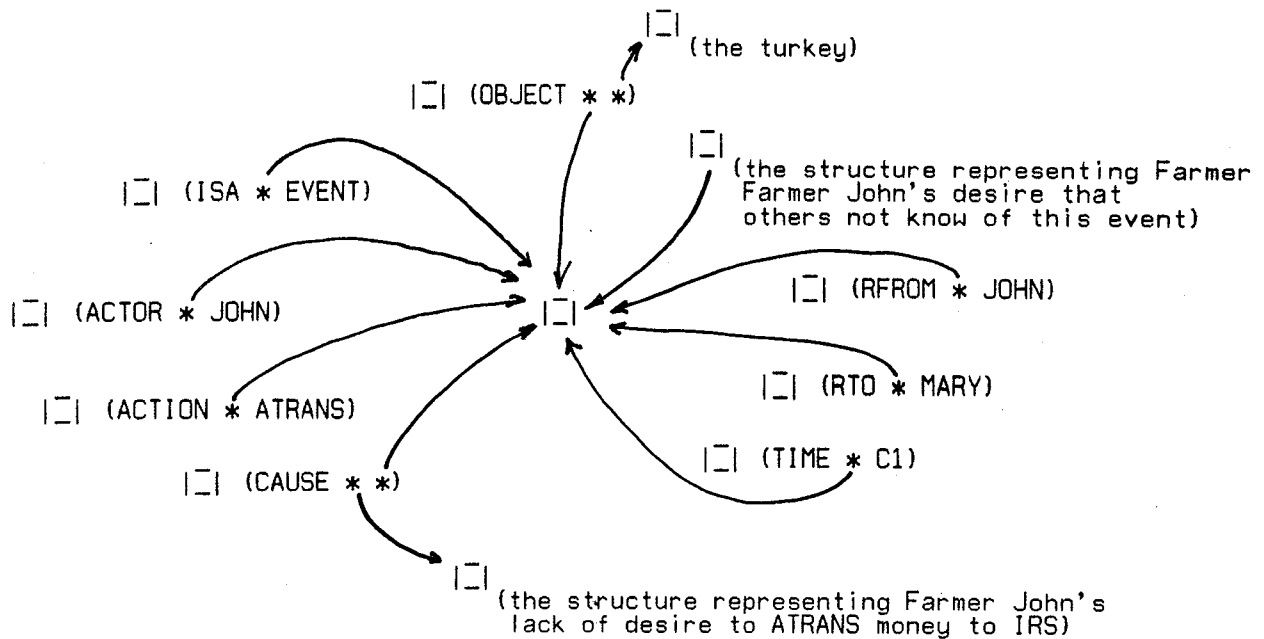 |□|
(the turkey)
|□| (OBJECT * *)
|□|
(the structure representing Farmer
Farmer John's desire that
others not know of this event)
|□| (ISA * EVENT)
|□| (RFROM * JOHN)
|□| (ACTOR * JOHN)
|□|
|□| (RTO * MARY)
|□| (ACTION * ATRANS)
|□| (TIME * C1)
|□| (CAUSE * *)
|□|
(the structure representing Farmer John's
lack of desire to ATRANS money to IRS)